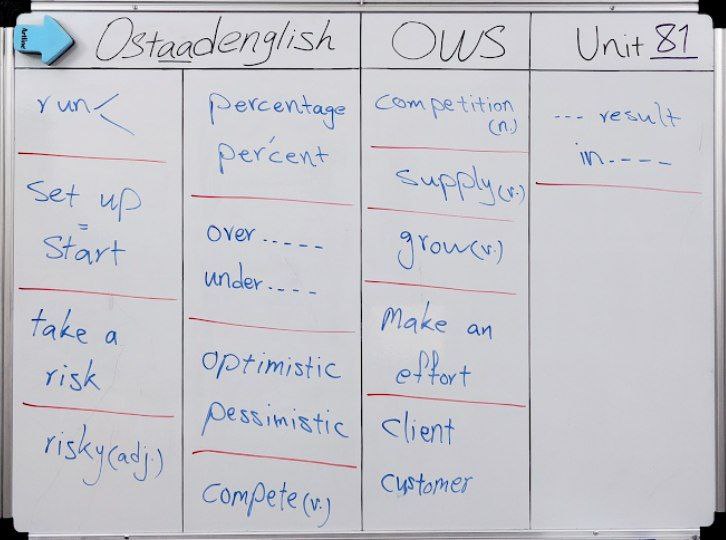 Artline
Ostaadenglish
OWS
Unit 81
run <
set up
=
start
take a
risk
risky (adj.)
percentage
percent
over.....
under....
optimistic
pessimistic
compete (v.)
competition
(n.)
supply (v.)
grow (v.)
Make an
effort
client
customer
--- result
in----